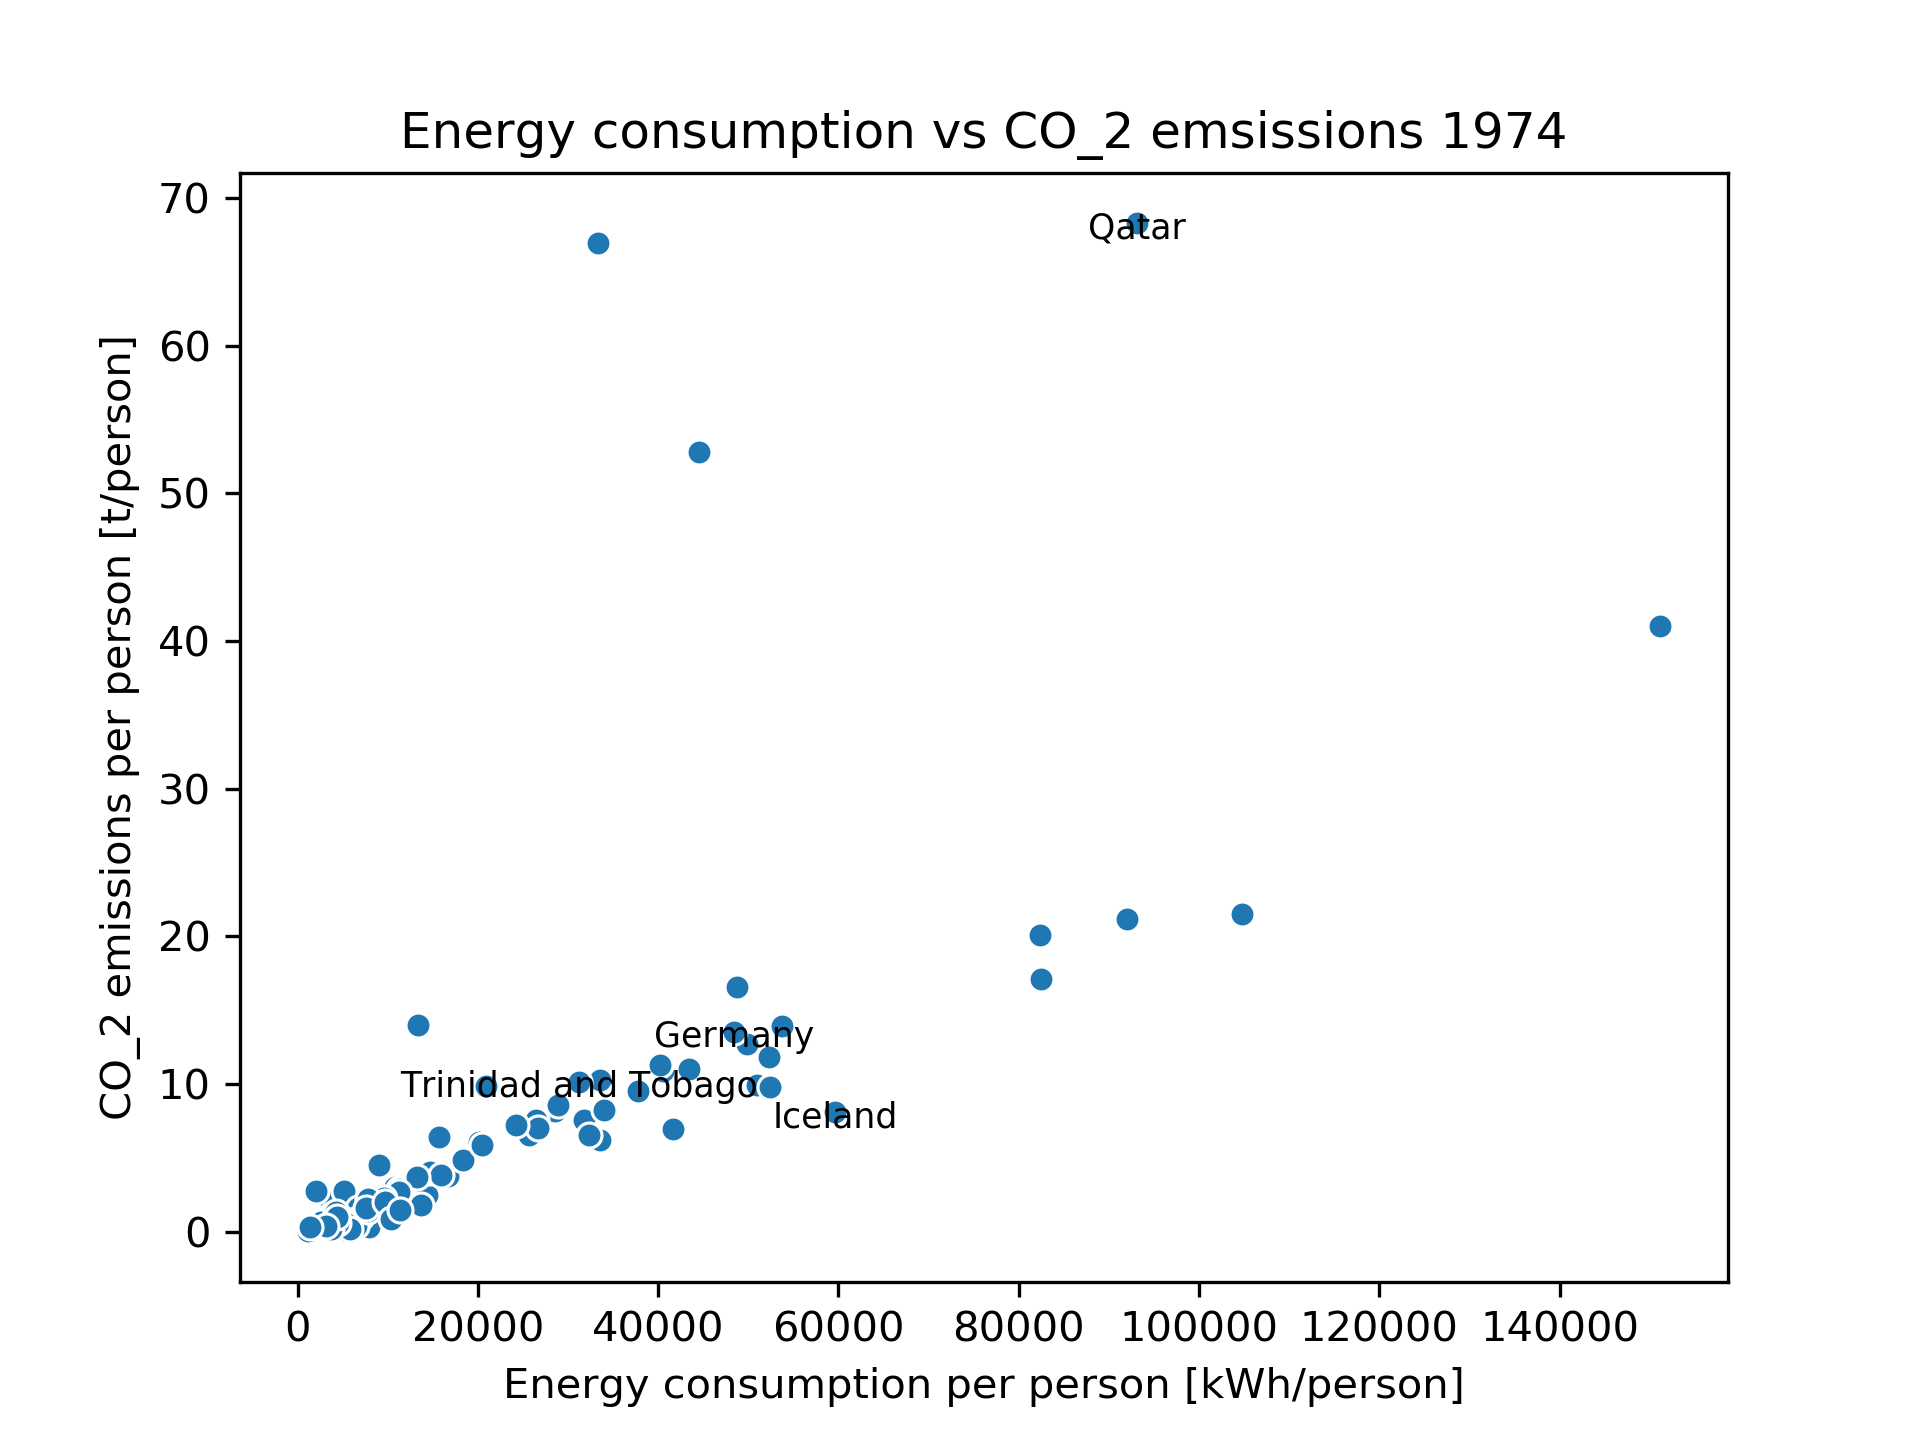 Energy consumption vs CO_2 emsissions 1974
CO_2 emissions per person [t/person]
70
60
50
40
30
20
10
0
Qatar
Germany
Trinidad and Tobago
Iceland
0 20000 40000 60000 80000 100000 120000 140000
Energy consumption per person [kWh/person]